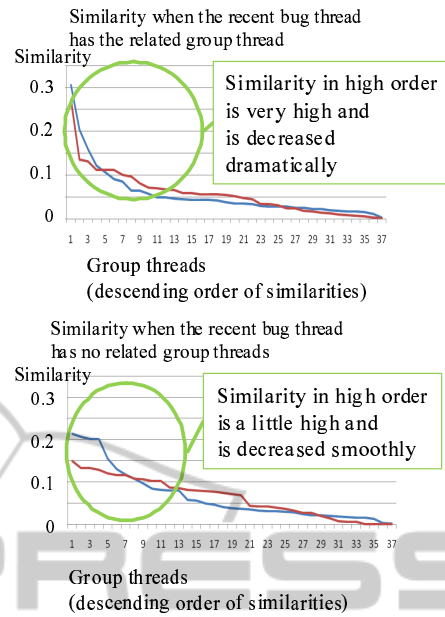 Similarity when the recent bug thread
has the related group thread
Similarity
0.3
0.2
0.1
0
Similarity in high order
is very high and
is decreased
dramatically
1 3 5 7 9 11 13 15 17 19 21 23 25 27 29 31 33 35 37
Group threads
(descending order of similarities)
Similarity when the recent bug thread
has no related group threads
Similarity
0.3
0.2
0.1
0
Similarity in high order
is a little high and
is decreased smoothly
1 3 5 7 9 11 13 15 17 19 21 23 25 27 29 31 33 35 37
Group threads
(descending order of similarities)
PRESS